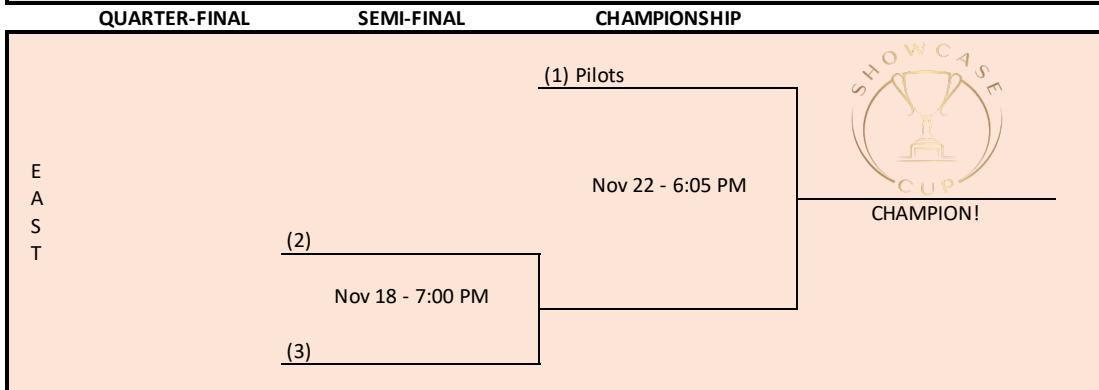 QUARTER-FINAL SEMI-FINAL CHAMPIONSHIP
(1) Pilots
SHOWCASE
CUP
EAST
Nov 22 - 6:05 PM
CHAMPION!
(2)
Nov 18 - 7:00 PM
(3)